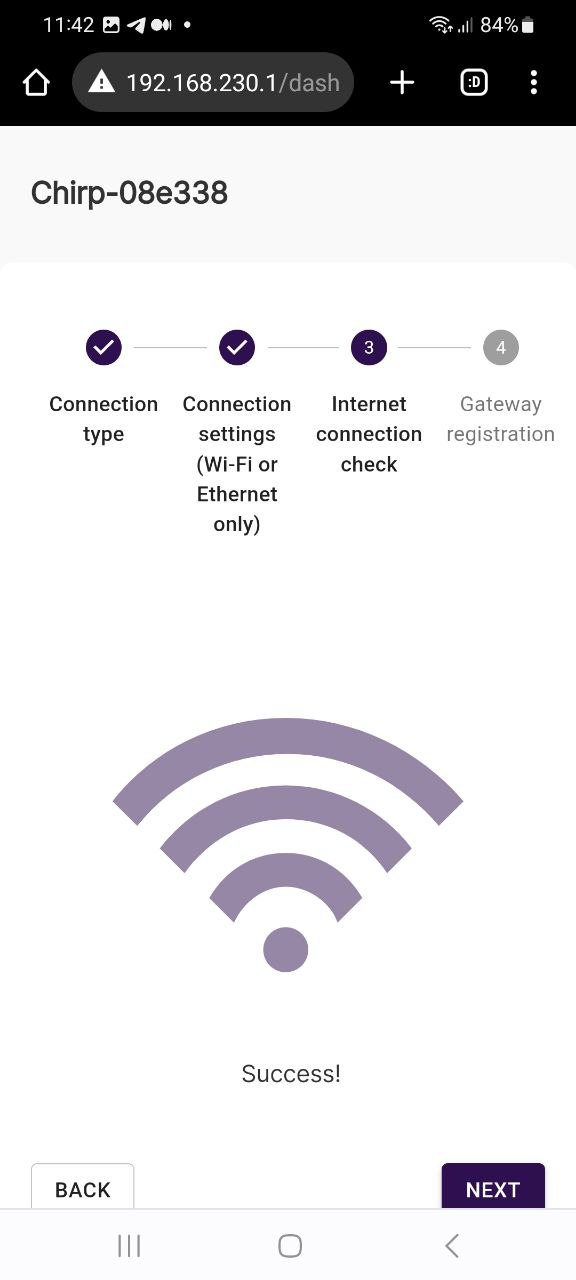 11:42 84%
192.168.230.1/dash :D
Chirp-08e338
3 4
Connection type
Connection settings (Wi-Fi or Ethernet only)
Internet connection check
Gateway registration
Success!
BACK NEXT